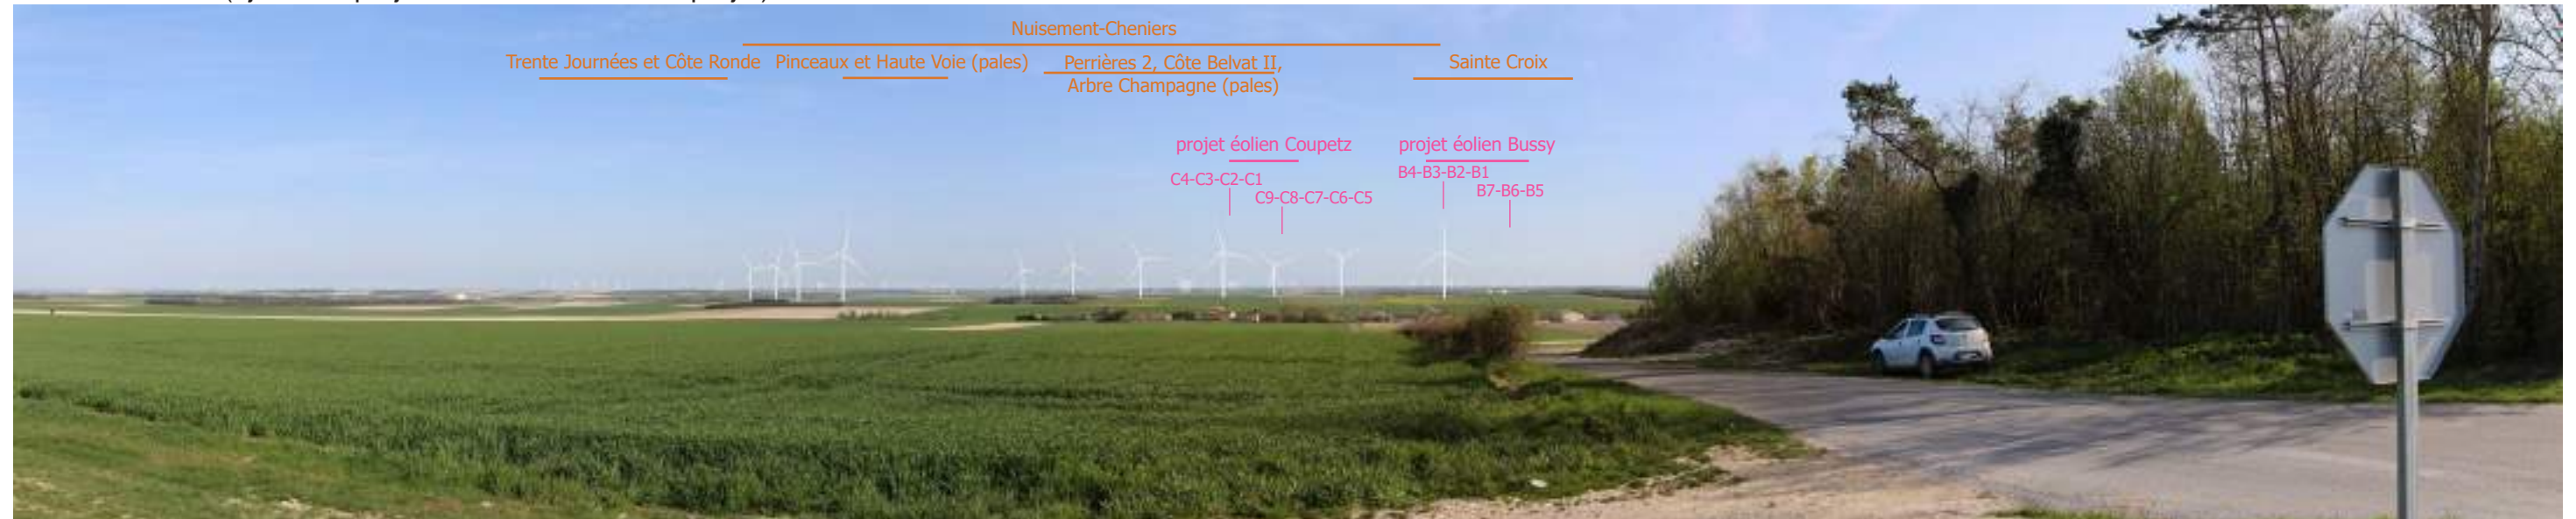 Nuisement-Cheniers
Trente Journées et Côte Ronde
Pinceaux et Haute Voie (pales)
Perrières 2, Côte Belvat II,
Arbre Champagne (pales)
Sainte Croix
projet éolien Coupetz
projet éolien Bussy
C4-C3-C2-C1
B4-B3-B2-B1
C9-C8-C7-C6-C5
B7-B6-B5